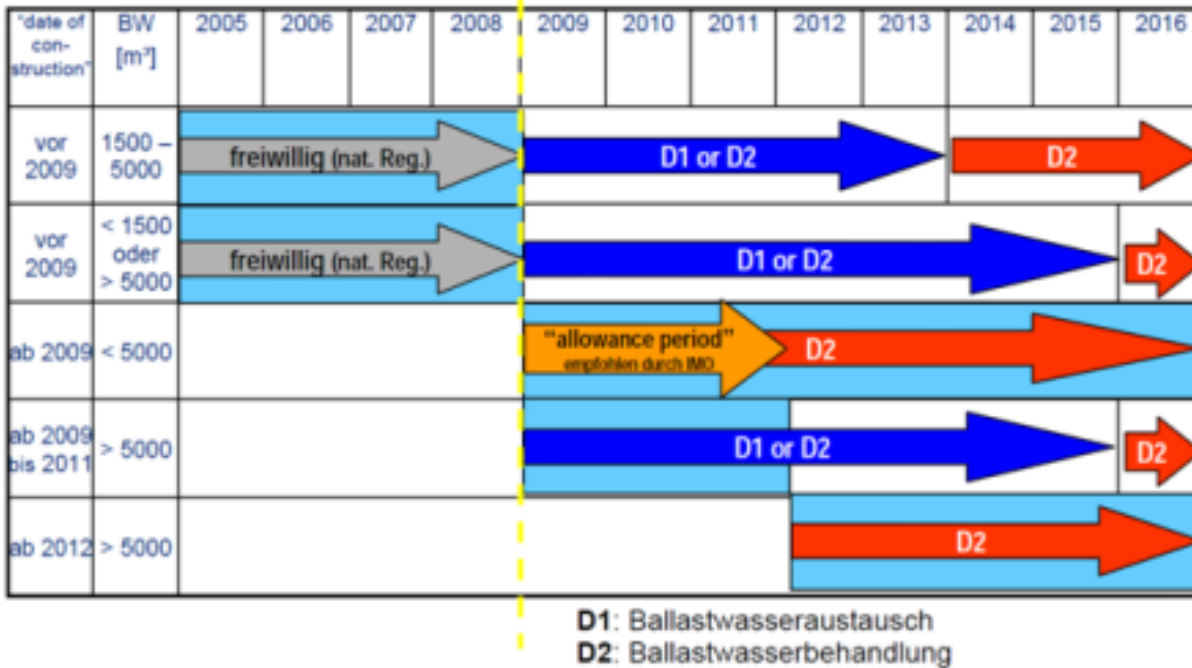 "date of con- struction" BW [m³] 2005 2006 2007 2008 2009 2010 2011 2012 2013 2014 2015 2016
vor 2009 1500 – 5000 freiwillig (nat. Reg.) D1 or D2 D2
vor 2009 < 1500 oder > 5000 freiwillig (nat. Reg.) D1 or D2 D2
ab 2009 < 5000 "allowance period" empfohlen durch IMO D2
ab 2009 bis 2011 > 5000 D1 or D2 D2
ab 2012 > 5000 D2
D1: Ballastwasseraustausch
D2: Ballastwasserbehandlung